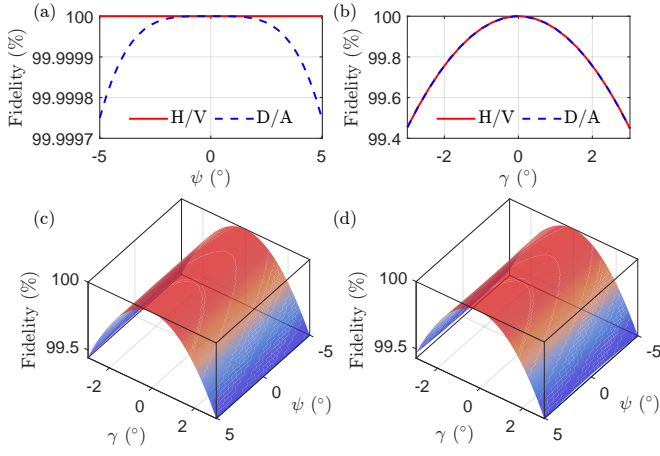 (a)
100
99.9999
99.9998
99.9997
Fidelity (%)
H/V D/A
-5 0 5
ψ (°)
(b)
100
99.8
99.6
99.4
Fidelity (%)
H/V D/A
-2 0 2
γ (°)
(c)
100
99.5
Fidelity (%)
-2 0 2
γ (°)
5 0 -5
ψ (°)
(d)
100
99.5
Fidelity (%)
-2 0 2
γ (°)
5 0 -5
ψ (°)